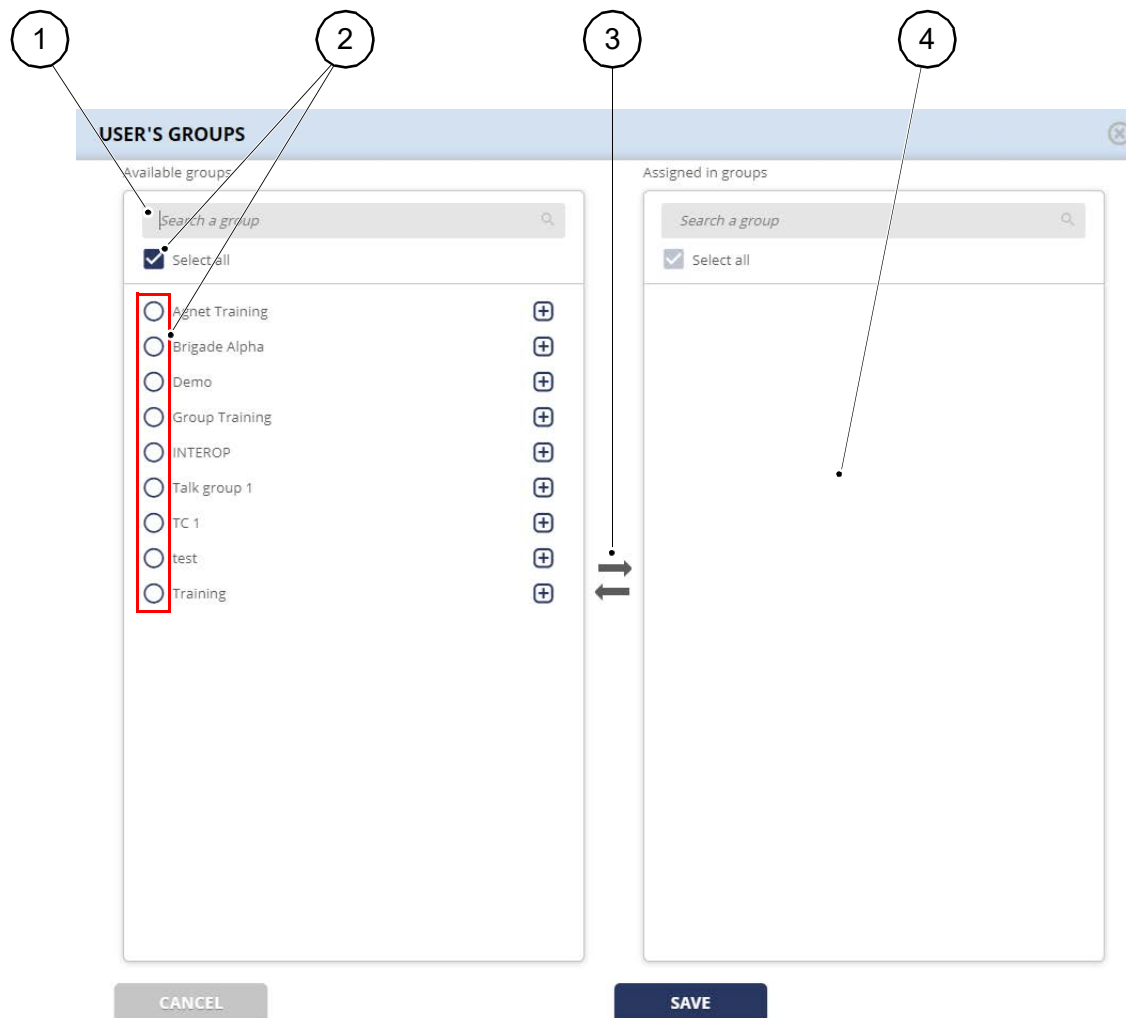 1 2 3 4
USER'S GROUPS
Available groups
Search a group
Select all
Agnet Training
Brigade Alpha
Demo
Group Training
INTEROP
Talk group 1
TC 1
test
Training
Assigned in groups
Search a group
Select all
CANCEL
SAVE